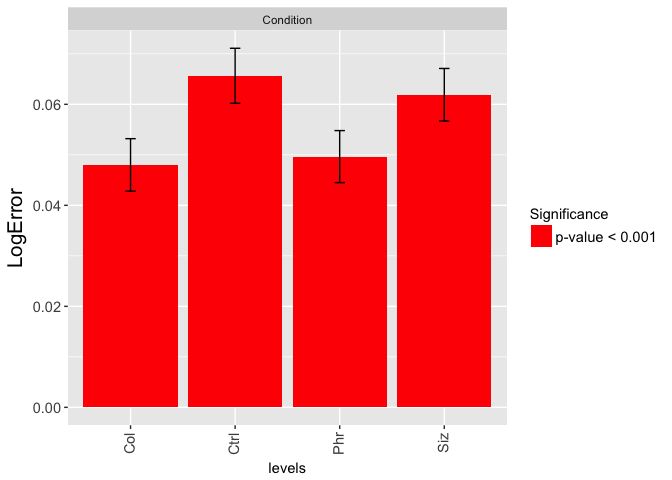 Condition
LogError
0.06
0.04
0.02
0.00
Col
Ctrl
Phr
Siz
levels
Significance
p-value < 0.001